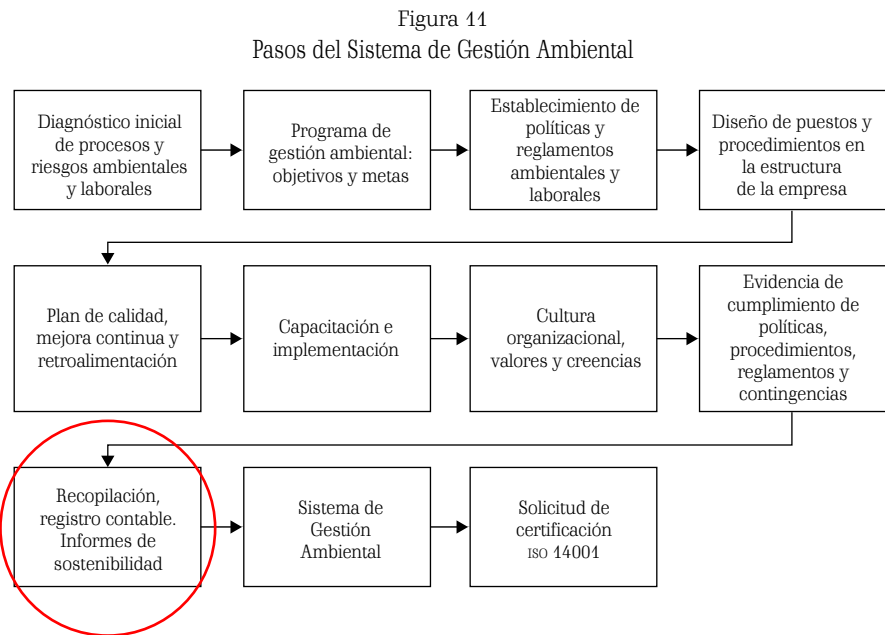 Figura 11
Pasos del Sistema de Gestión Ambiental
Diagnóstico inicial
de procesos y
riesgos ambientales
y laborales
Programa de
gestión ambiental:
objetivos y metas
Establecimiento de
políticas y
reglamentos
ambientales y
laborales
Diseño de puestos y
procedimientos en
la estructura
de la empresa
Plan de calidad,
mejora continua y
retroalimentación
Capacitación e
implementación
Cultura
organizacional,
valores y creencias
Evidencia de
cumplimiento de
políticas,
procedimientos,
reglamentos y
contingencias
Recopilación,
registro contable.
Informes de
sostenibilidad
Sistema de
Gestión
Ambiental
Solicitud de
certificación
ISO 14001